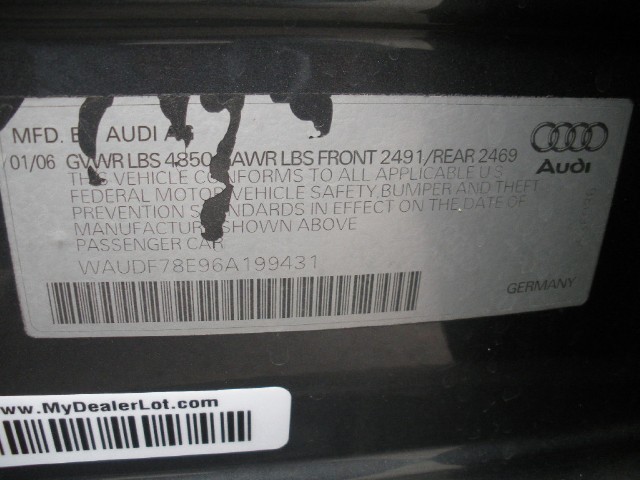 MFD. BY AUDI AG
01/06 GVWR LBS 4850 GAWR LBS FRONT 2491/REAR 2469
THIS VEHICLE CONFORMS TO ALL APPLICABLE U.S.
FEDERAL MOTOR VEHICLE SAFETY, BUMPER AND THEFT
PREVENTION STANDARDS IN EFFECT ON THE DATE OF
MANUFACTURE SHOWN ABOVE
PASSENGER CAR
WAUDF78E96A199431
Audi
GERMANY
www.MyDealerLot.com